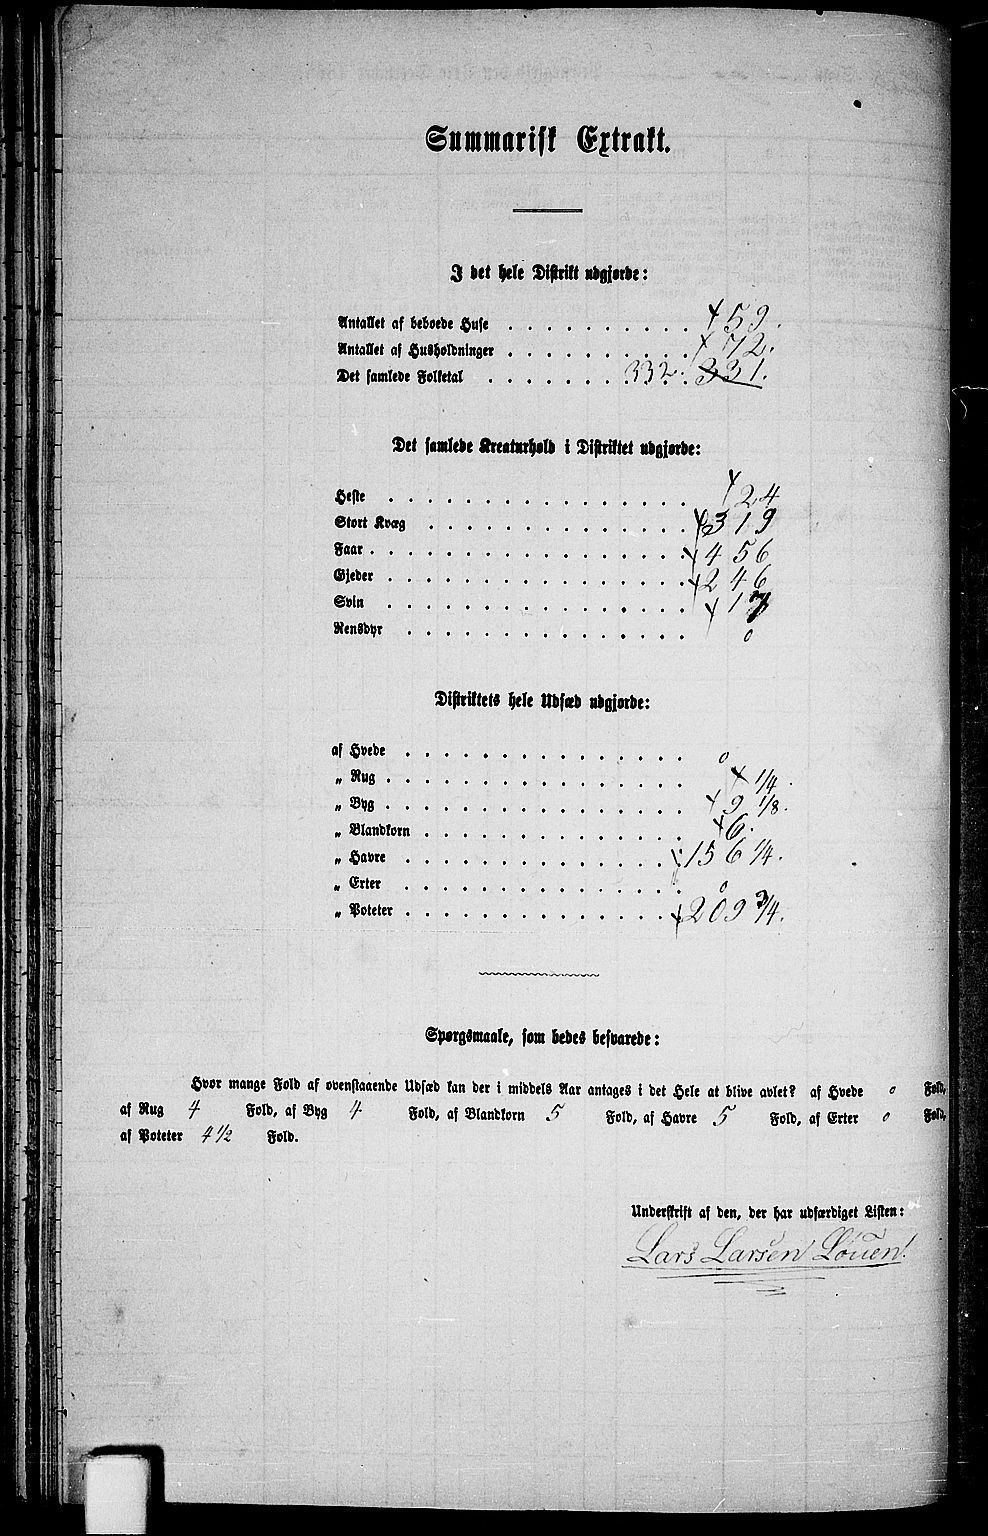 Summarisk Extrakt.
I det hele Distrikt udgjorde:
Antallet af beboede Huse . . . . . . . . . . × 59.
Antallet af Husholdninger . . . . . . . . . . × 72.
Det samlede Folketal . . . . . . 332. 331.
Det samlede Kreaturhold i Distriktet udgjorde:
Heste . . . . . . . . . . × 24
Stort Kvæg . . . . . . . . . . × 319
Faar . . . . . . . . . . × 456
Gjeder . . . . . . . . . . × 246
Svin . . . . . . . . . . × 17
Rensdyr . . . . . . . . . . 0
Distriktets hele Udsæd udgjorde:
af Hvede . . . . . . . . . . 0
„ Rug . . . . . . . . . . × 1/4.
„ Byg . . . . . . . . . . × 9 1/8.
„ Blandkorn . . . . . . . . . . × 6.
„ Havre . . . . . . . . . . × 156 1/4.
„ Erter . . . . . . . . . . 0
„ Poteter . . . . . . . . . . × 209 3/4.
Spørgsmaale, som bedes besvarede:
Hvor mange Fold af ovenstaaende Udsæd kan der i middels Aar antages i det Hele at blive avlet? af Hvede 0 Fold,
af Rug 4 Fold, af Byg 4 Fold, af Blandkorn 5 Fold, af Havre 5 Fold, af Erter 0 Fold,
af Poteter 4 1/2 Fold.
Underskrift af den, der har udfærdiget Listen:
Lars Larsen Løuen.